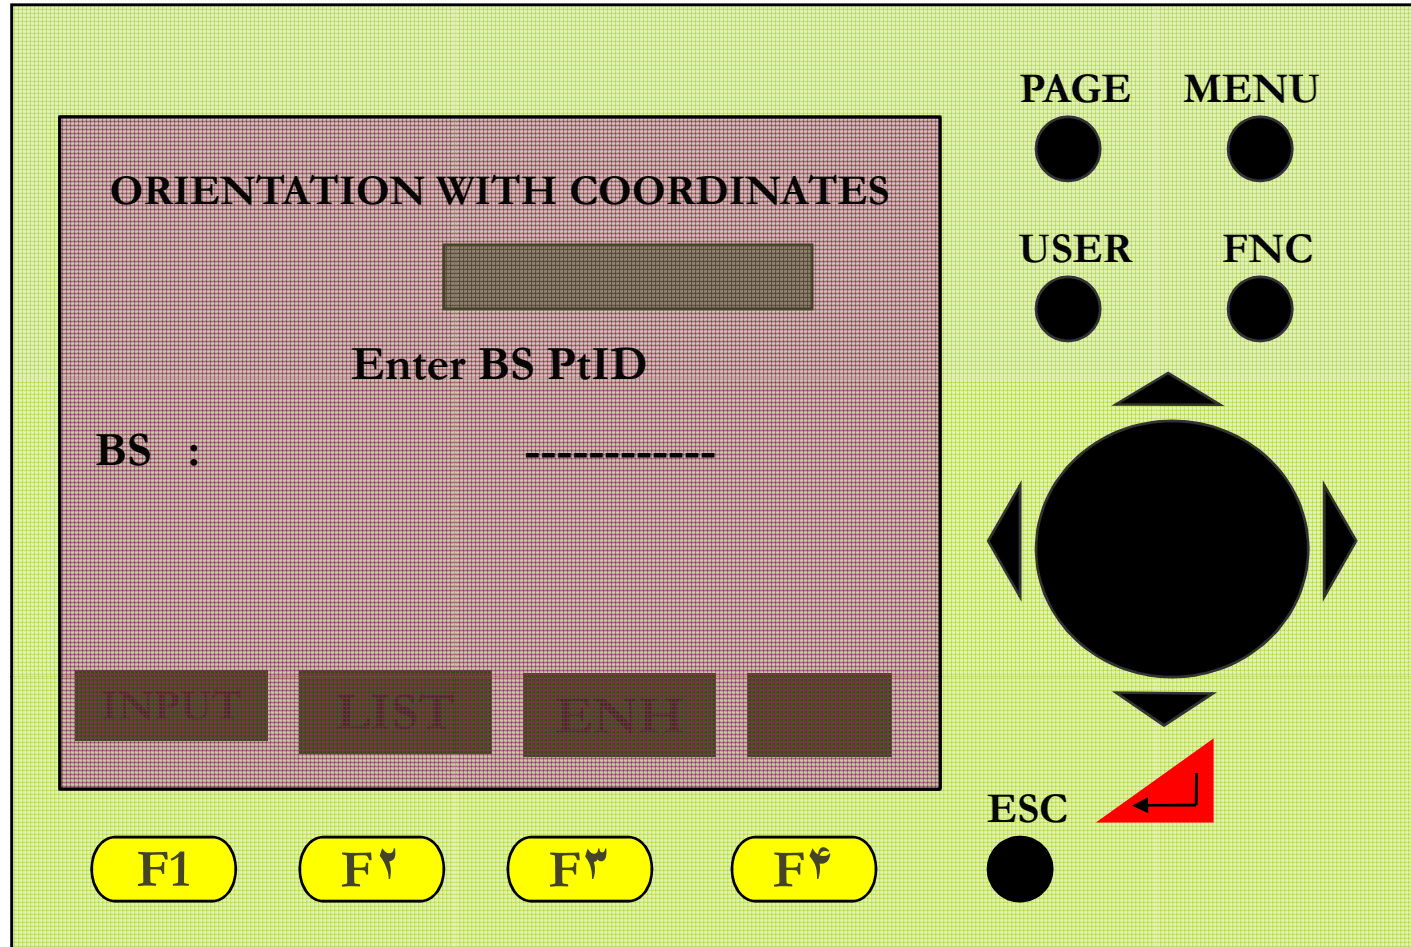 PAGE MENU
ORIENTATION WITH COORDINATES
USER FNC
Enter BS PtID
BS : ------------
INPUT LIST ENH
ESC
F1 F۲ F۳ F۴